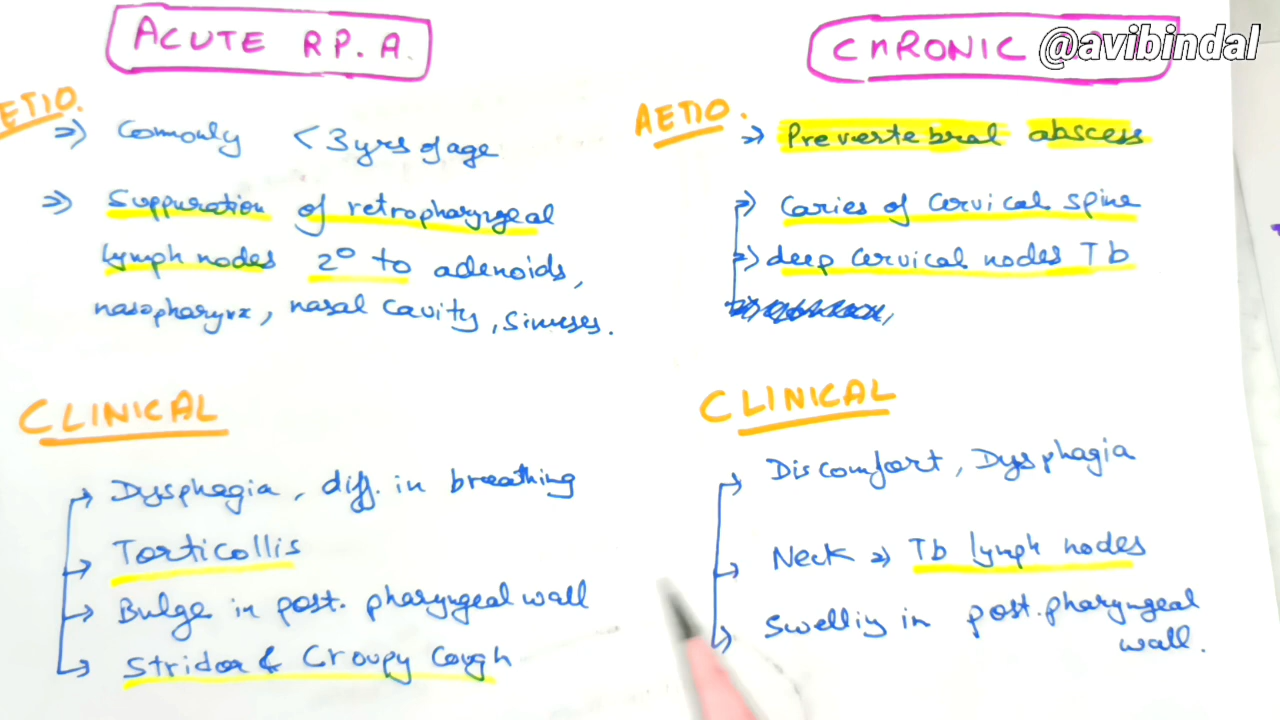 ACUTE RP. A.
ETIO.
=> Comonly < 3 yrs of age
=> Suppuration of retropharyngeal
lymph nodes 2° to adenoids,
nasopharynx, nasal cavity, Sinuses.
CLINICAL
→ Dysphagia, diff. in breathing
→ Torticollis
→ Bulge in post. pharyngeal wall
→ Stridor & Croupy Cough
CHRONIC
@avibindal
AETIO.
=> Prevertebral abscess
=> Caries of Cervical spine
=> deep cervical nodes Tb
CLINICAL
→ Discomfort, Dysphagia
→ Neck => Tb lymph nodes
→ Swelling in post. pharyngeal
wall.